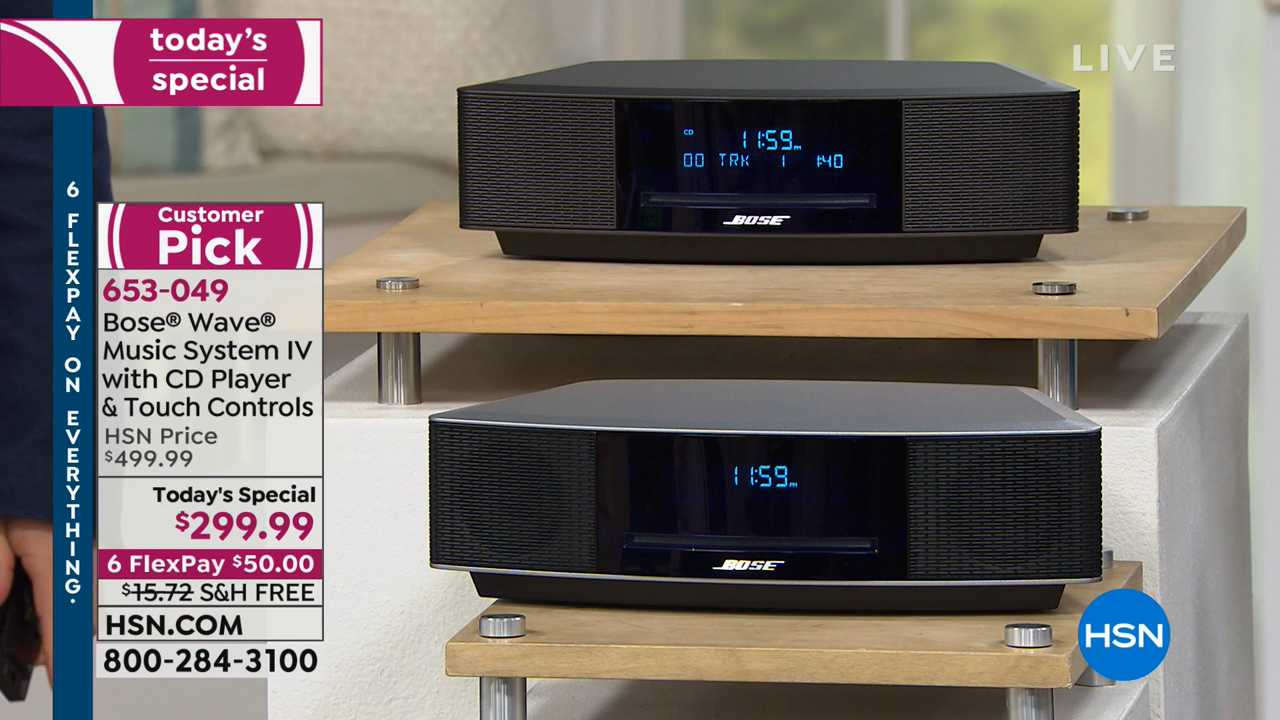 today's
special
LIVE
6 FLEXPAY ON EVERYTHING.
Customer
Pick
653-049
Bose® Wave®
Music System IV
with CD Player
& Touch Controls
HSN Price
$499.99
Today's Special
$299.99
6 FlexPay $50.00
$15.72 S&H FREE
HSN.COM
800-284-3100
CD
11:59
00 TRK 1 1:40
BOSE
11:59
BOSE
HSN